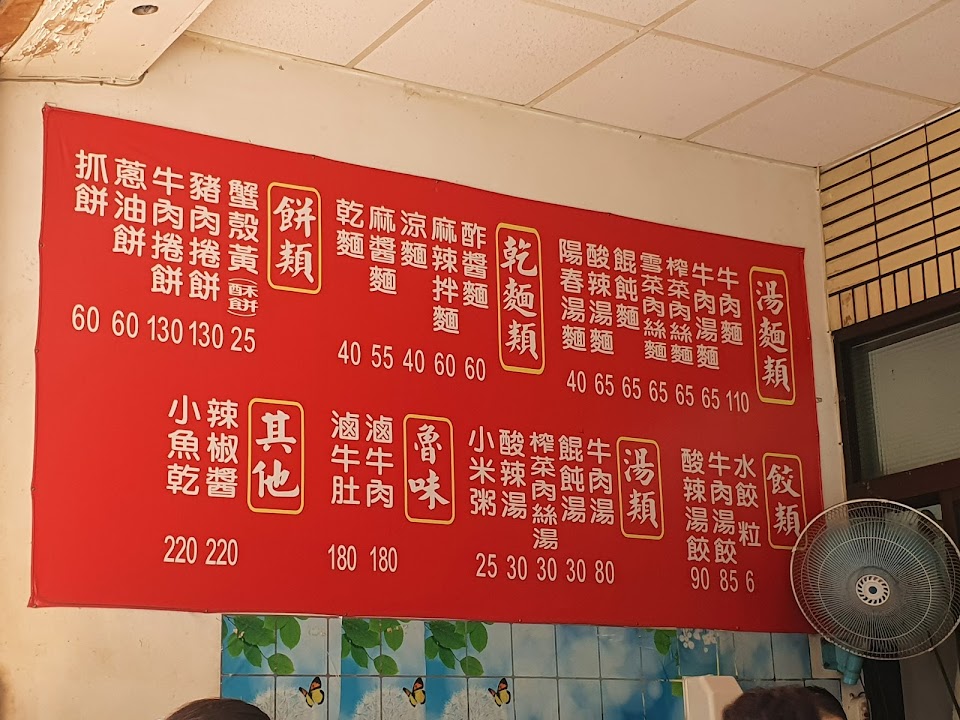 湯麵類
牛肉麵 110
牛肉湯麵 65
榨菜肉絲麵 65
雪菜肉絲麵 65
餛飩麵 65
酸辣湯麵 65
陽春湯麵 40
乾麵類
酢醬麵 60
麻辣拌麵 60
涼麵 40
麻醬麵 55
乾麵 40
餅類
蟹殼黃(酥餅) 25
豬肉捲餅 130
牛肉捲餅 130
蔥油餅 60
抓餅 60
餃類
水餃 粒 6
牛肉湯餃 85
酸辣湯餃 90
湯類
牛肉湯 80
餛飩湯 30
榨菜肉絲湯 30
酸辣湯 30
小米粥 25
魯味
滷牛肉 180
滷牛肚 180
其他
辣椒醬 220
小魚乾 220